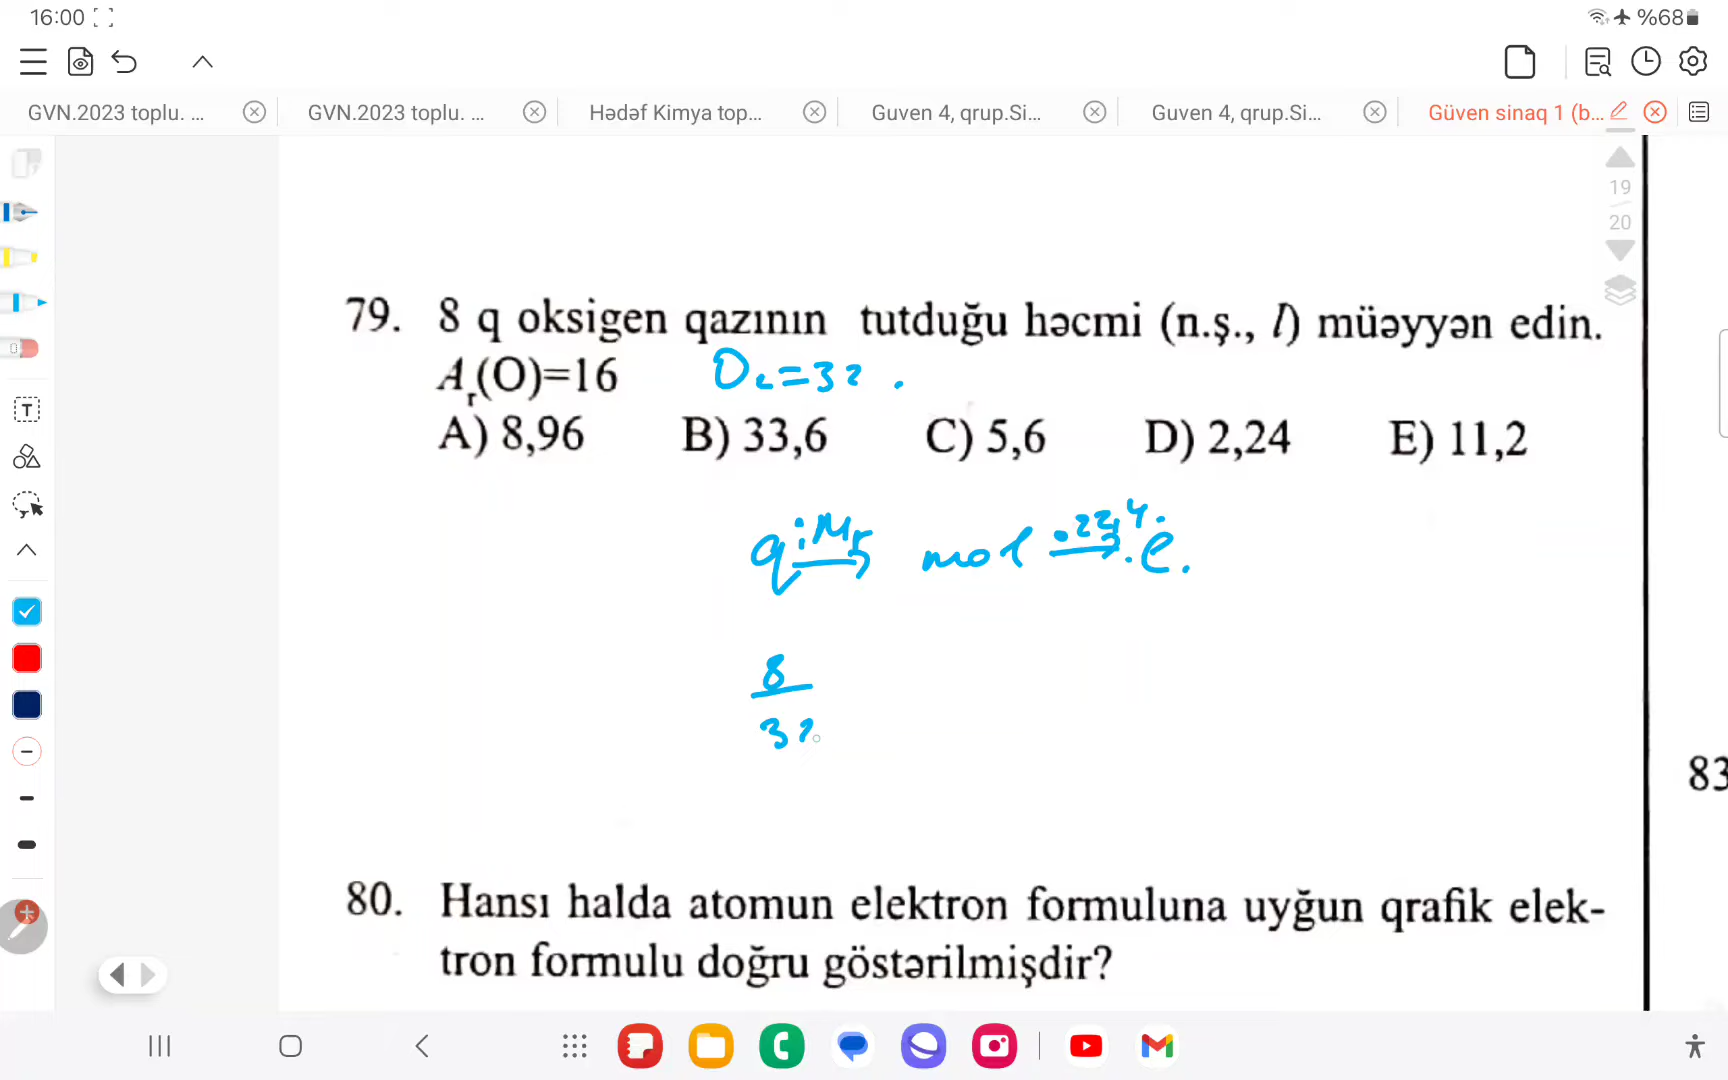 16:00
%68
GVN.2023 toplu. ...
GVN.2023 toplu. ...
Hədəf Kimya top...
Guven 4, qrup.Si...
Guven 4, qrup.Si...
Güven sinaq 1 (b...
19
20
79. 8 q oksigen qazının tutduğu həcmi (n.ş., l) müəyyən edin.
Ar(O)=16 O₂=32.
A) 8,96 B) 33,6 C) 5,6 D) 2,24 E) 11,2
q :Mr mol .22,4 l.
8
32
83
80. Hansı halda atomun elektron formuluna uyğun qrafik elek-
tron formulu doğru göstərilmişdir?